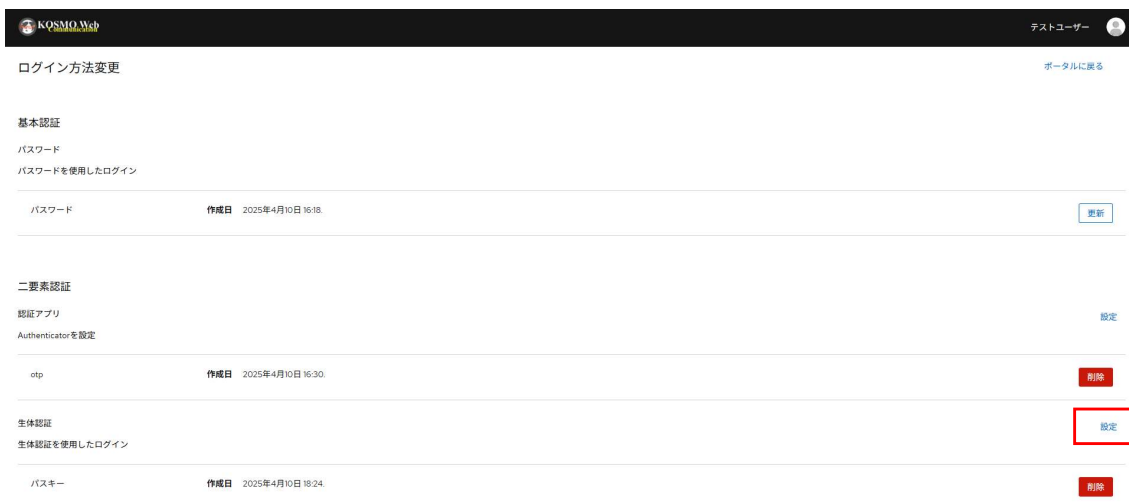 KOSMO.Web
Communication
テストユーザー
ログイン方法変更
ポータルに戻る
基本認証
パスワード
パスワードを使用したログイン
パスワード 作成日 2025年4月10日 16:18. 更新
二要素認証
認証アプリ 設定
Authenticatorを設定
otp 作成日 2025年4月10日 16:30. 削除
生体認証 設定
生体認証を使用したログイン
パスキー 作成日 2025年4月10日 18:24. 削除